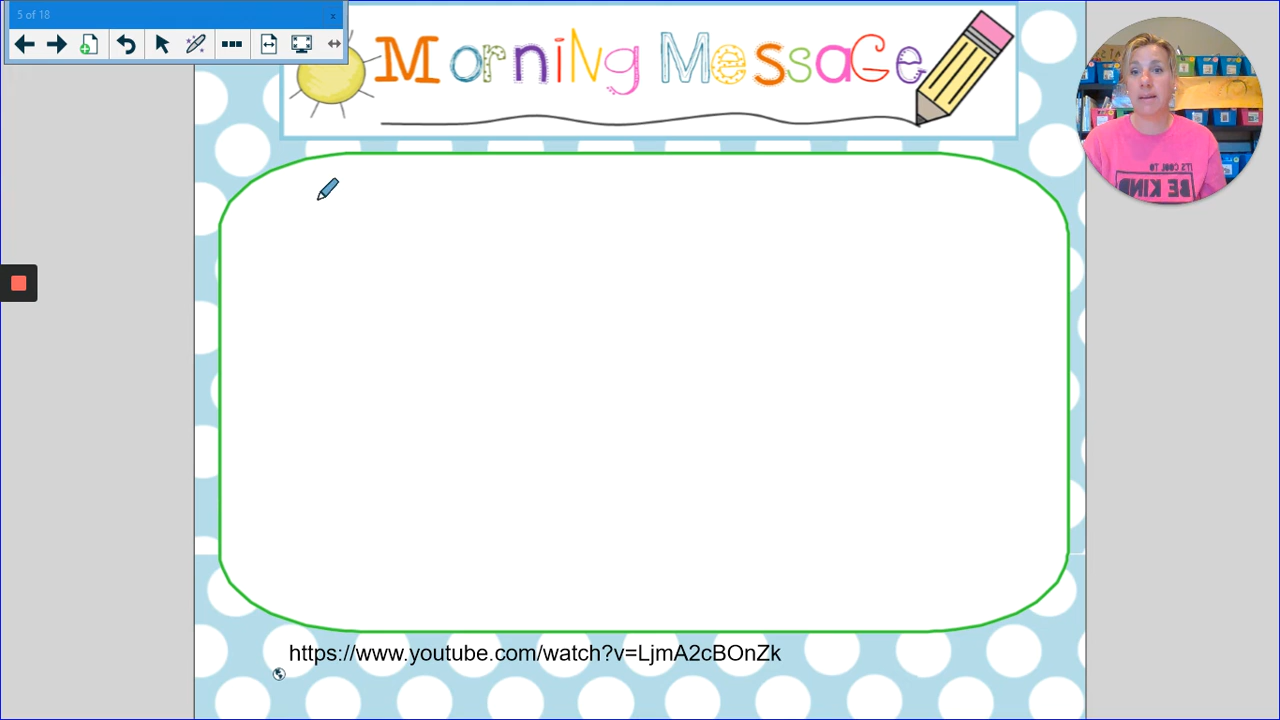 5 of 18
x
Morning Message
IT'S COOL TO
BE KIND
https://www.youtube.com/watch?v=LjmA2cBOnZk